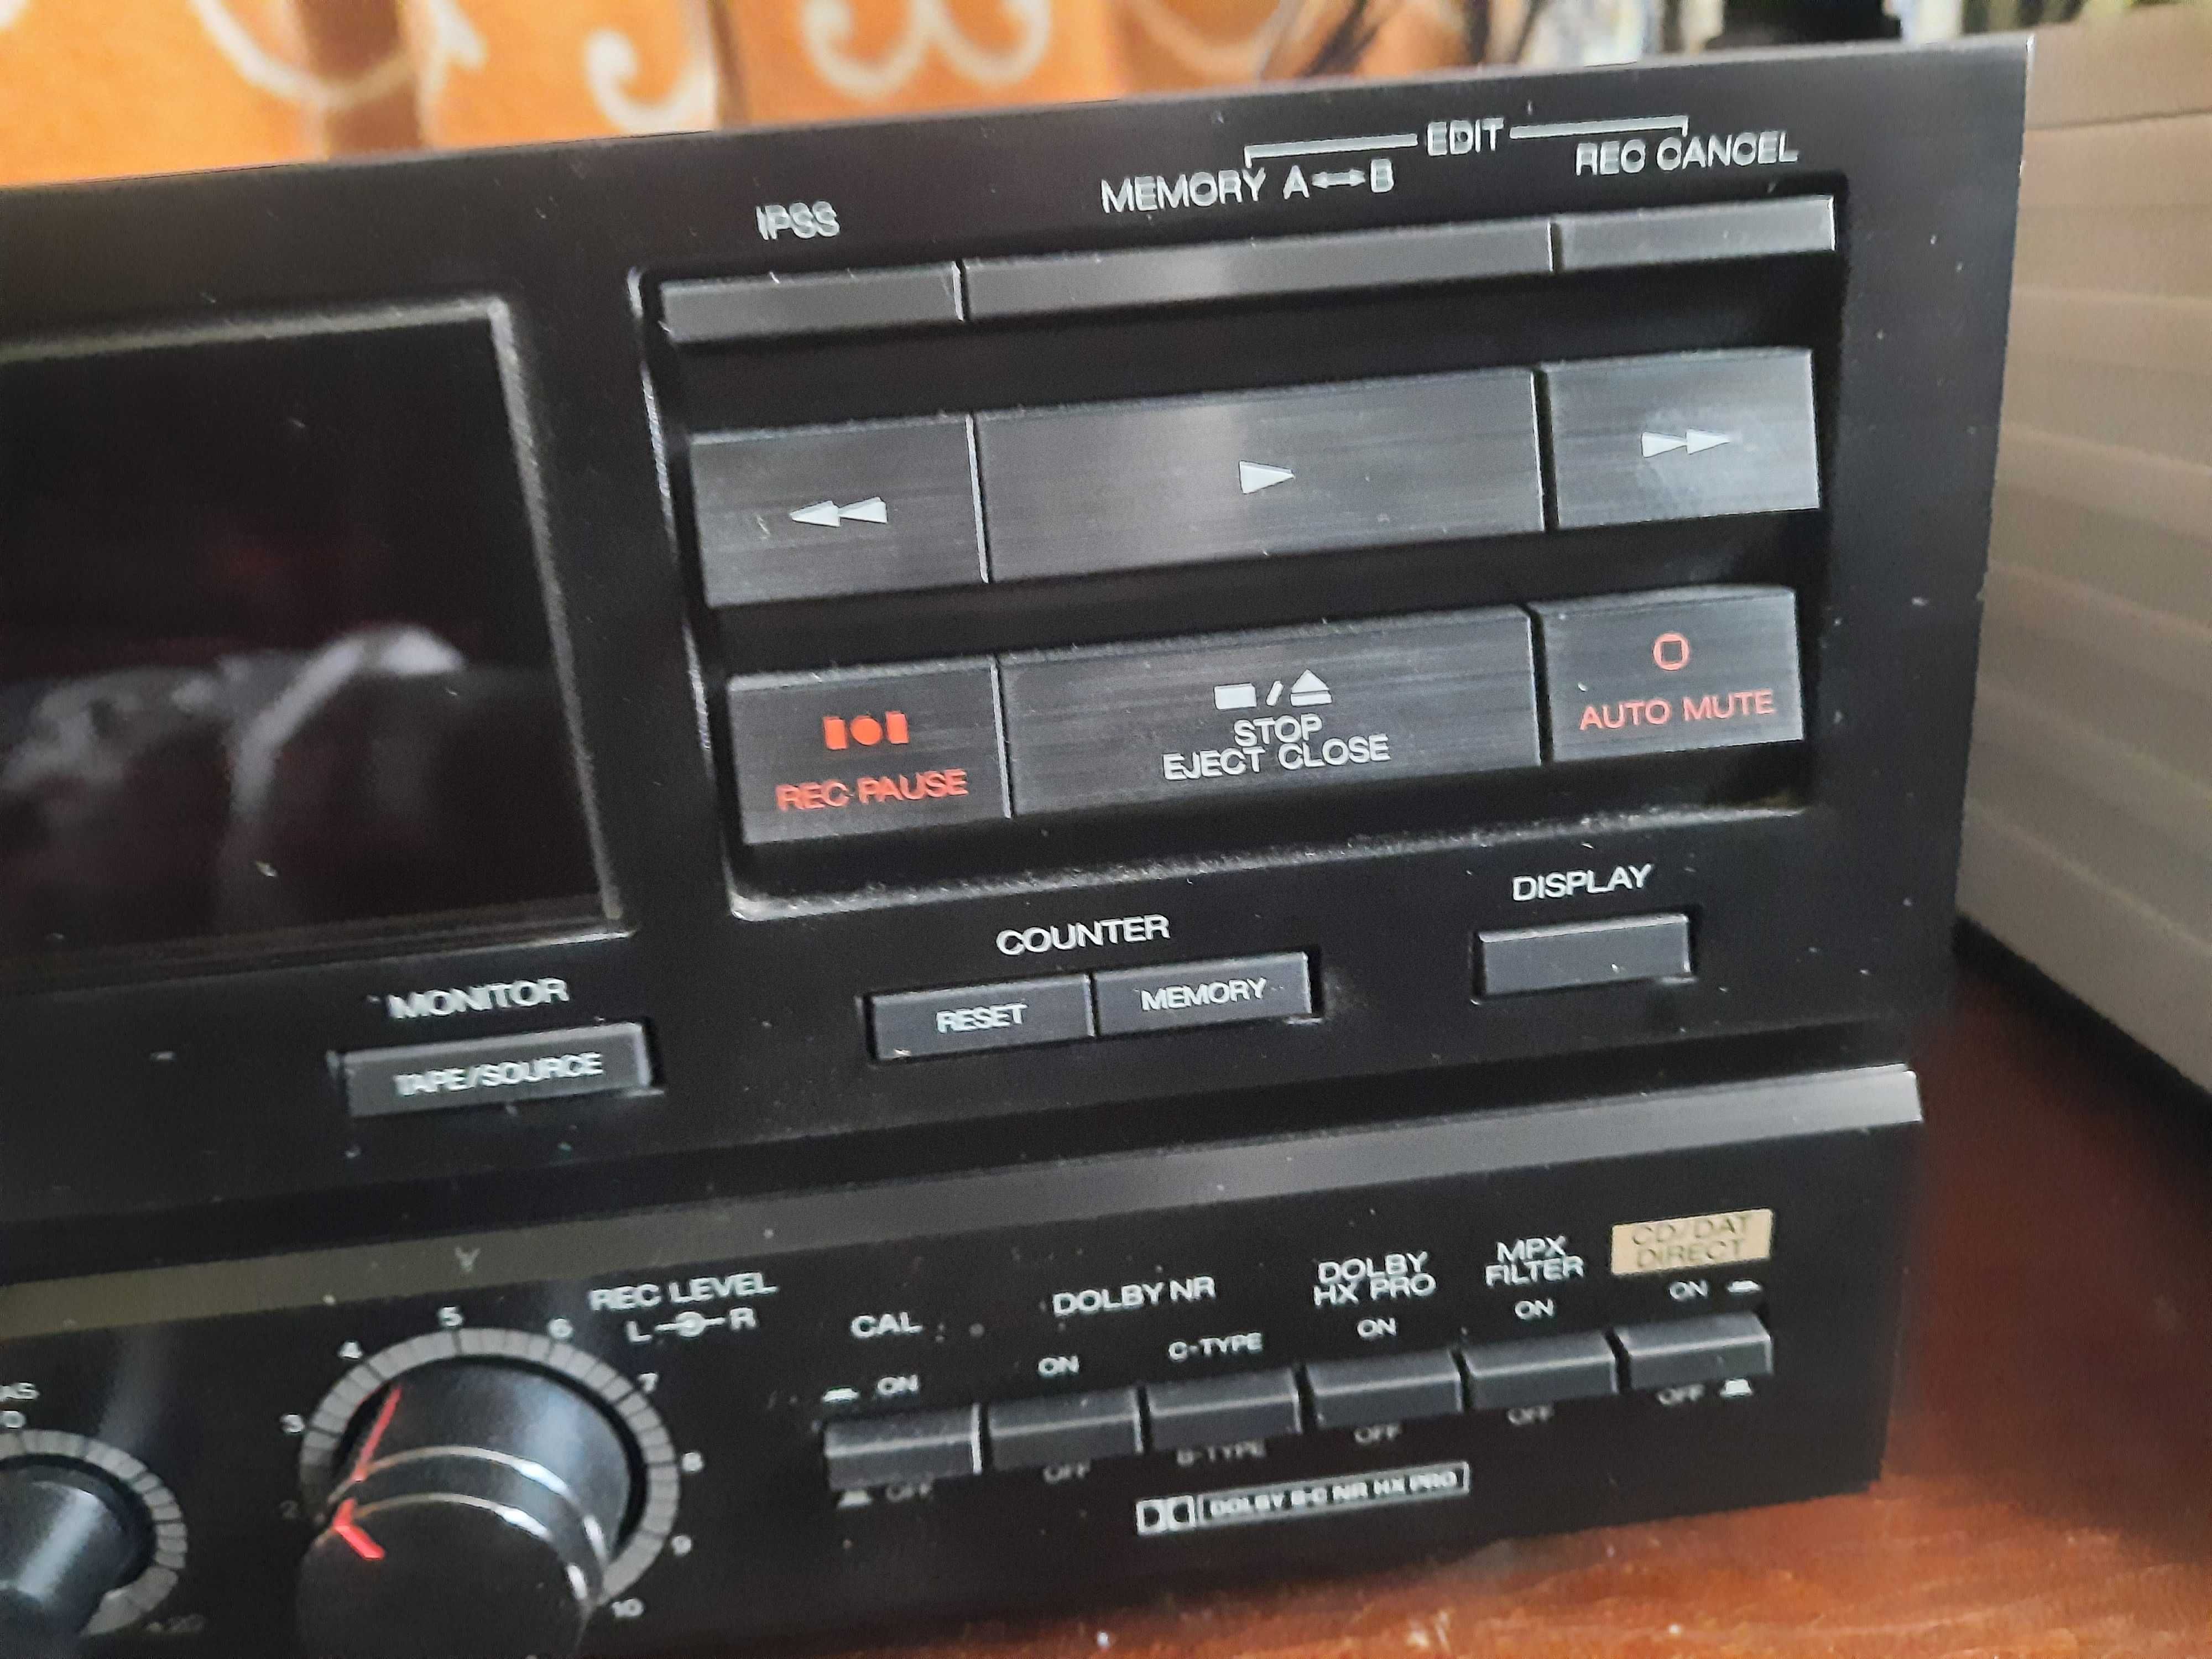 EDIT
IPSS
MEMORY A↔B
REC CANCEL
REC PAUSE
STOP
EJECT CLOSE
AUTO MUTE
DISPLAY
COUNTER
RESET
MEMORY
MONITOR
TAPE/SOURCE
REC LEVEL
L R
2
3
4
5
6
7
8
9
10
CAL
ON
OFF
DOLBY NR
ON
OFF
C-TYPE
B-TYPE
DOLBY
HX PRO
ON
OFF
MPX
FILTER
ON
OFF
CD/DAT
DIRECT
ON
OFF
DOLBY B-C NR HX PRO